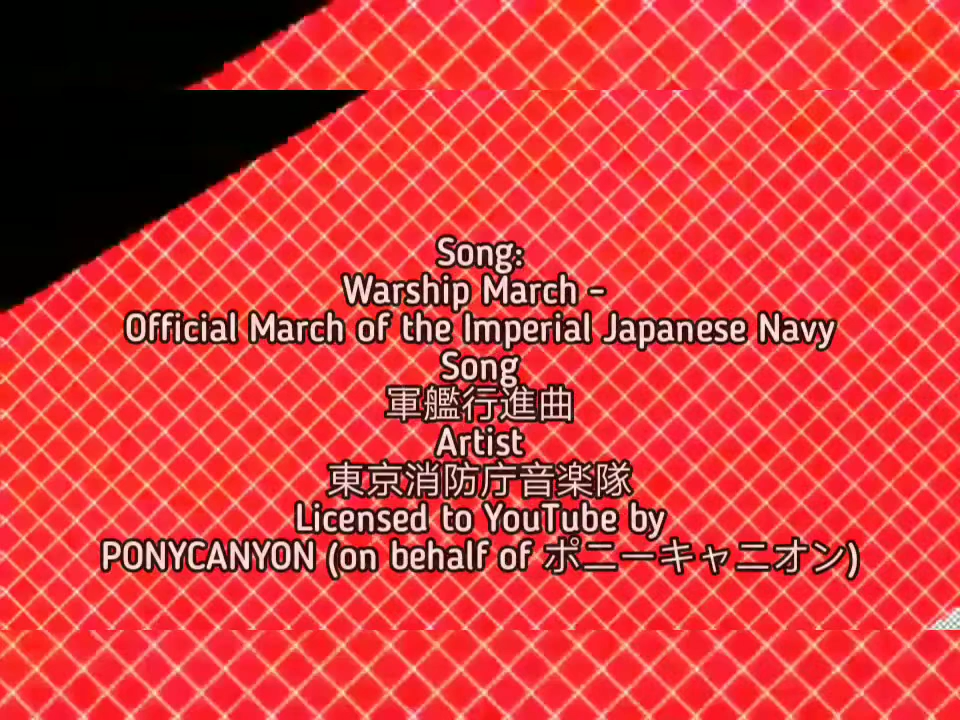 Song:
Warship March -
Official March of the Imperial Japanese Navy
Song
軍艦行進曲
Artist
東京消防庁音楽隊
Licensed to YouTube by
PONYCANYON (on behalf of ポニーキャニオン)